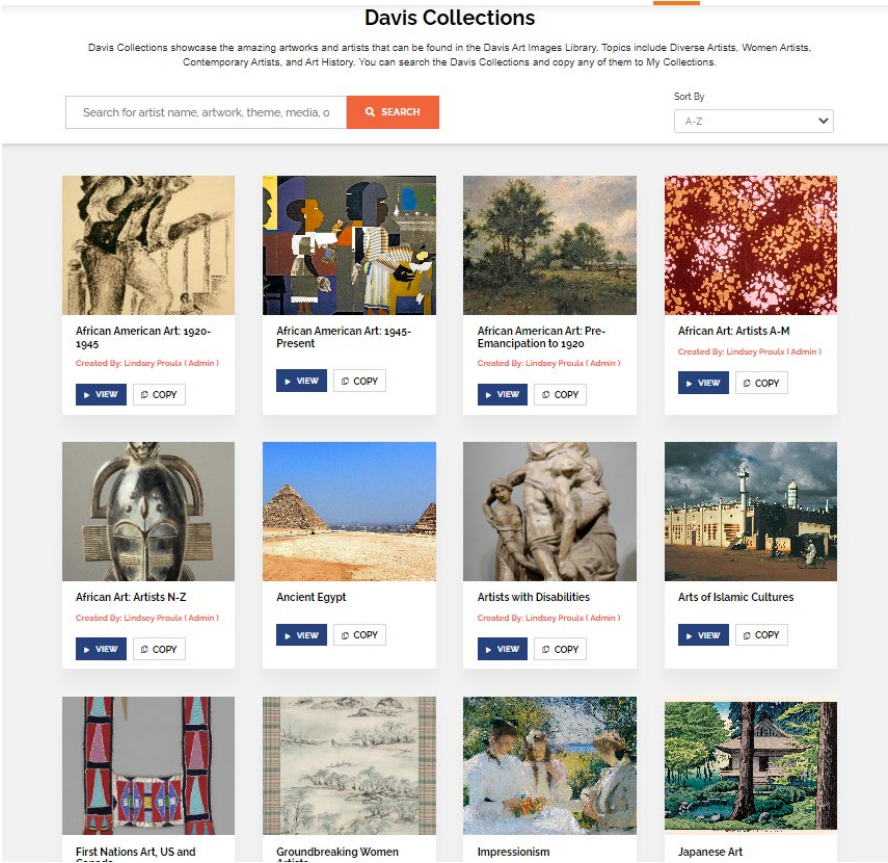 Davis Collections
Davis Collections showcase the amazing artworks and artists that can be found in the Davis Art Images Library. Topics include Diverse Artists, Women Artists,
Contemporary Artists, and Art History. You can search the Davis Collections and copy any of them to My Collections.
Sort By
Search for artist name, artwork, theme, media, o
SEARCH
A-Z
African American Art: 1920-
1945
Created By: Lindsey Proulx ( Admin )
VIEW
COPY
African American Art: 1945-
Present
VIEW
COPY
African American Art: Pre-
Emancipation to 1920
Created By: Lindsey Proulx ( Admin )
VIEW
COPY
African Art: Artists A-M
Created By: Lindsey Proulx ( Admin )
VIEW
COPY
African Art: Artists N-Z
Created By: Lindsey Proulx ( Admin )
VIEW
COPY
Ancient Egypt
VIEW
COPY
Artists with Disabilities
Created By: Lindsey Proulx ( Admin )
VIEW
COPY
Arts of Islamic Cultures
VIEW
COPY
First Nations Art, US and
Canada
Groundbreaking Women
Artists
Impressionism
Japanese Art